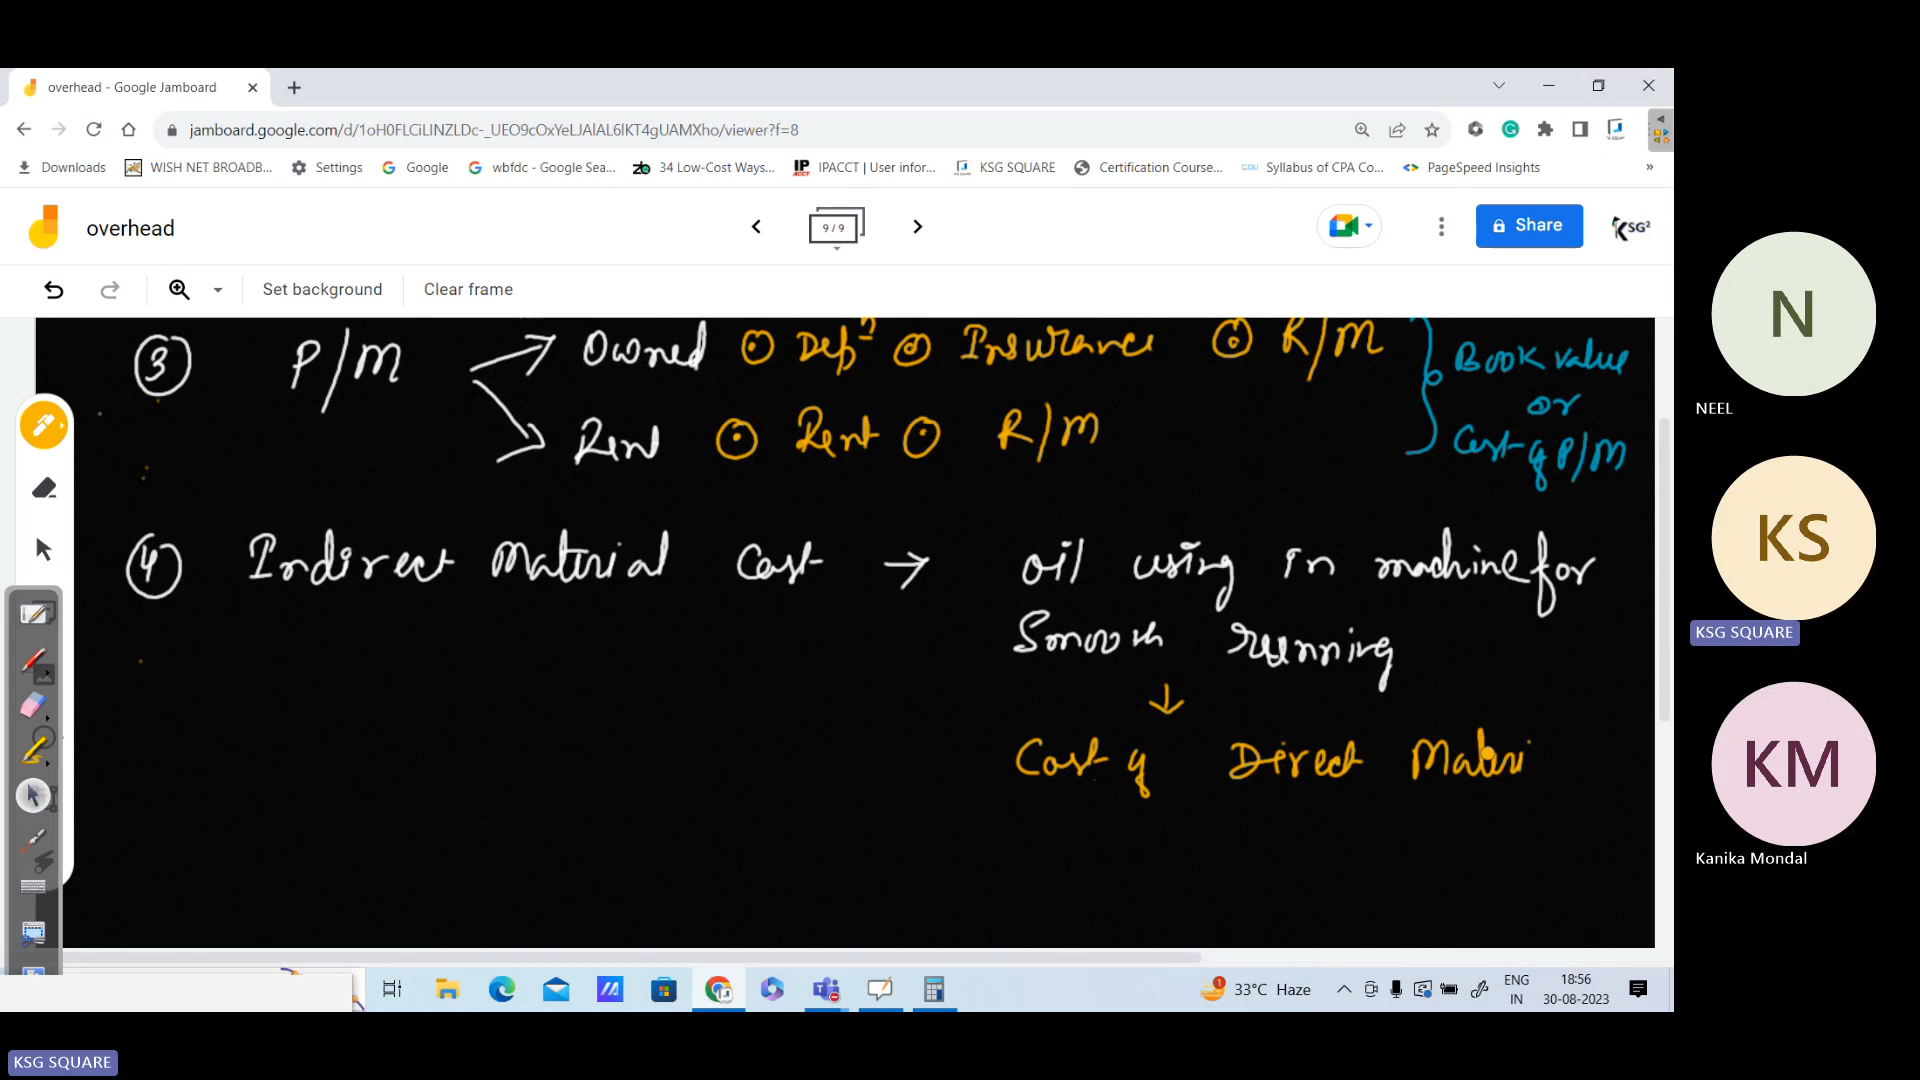 overhead - Google Jamboard
jamboard.google.com/d/1oH0FLCiLINZLDc-_UEO9cOxYeLJAlAL6lKT4gUAMXho/viewer?f=8
Downloads WISH NET BROADB... Settings Google wbfdc - Google Sea... 34 Low-Cost Ways... IPACCT | User infor... KSG SQUARE Certification Course... Syllabus of CPA Co... PageSpeed Insights »
overhead
9 / 9
Share
KSG²
Set background Clear frame
3 P/M Owned Depn Insurance R/M
Book value
or
Cost of P/M
Rent Rent R/M
4 Indirect Material Cost → oil using in machine for
Smooth running
↓
Cost of Direct Materi
N
NEEL
KS
KSG SQUARE
KM
Kanika Mondal
1 33°C Haze
ENG
IN
18:56
30-08-2023
KSG SQUARE